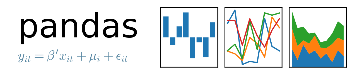 pandas
y_it = β′x_it + μ_i + ε_it